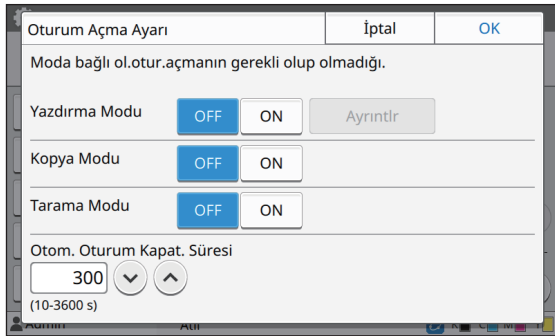 Oturum Açma Ayarı İptal OK
Moda bağlı ol.otur.açmanın gerekli olup olmadığı.
Yazdırma Modu OFF ON Ayrıntlr
Kopya Modu OFF ON
Tarama Modu OFF ON
Otom. Oturum Kapat. Süresi
300
(10-3600 s)
Admin